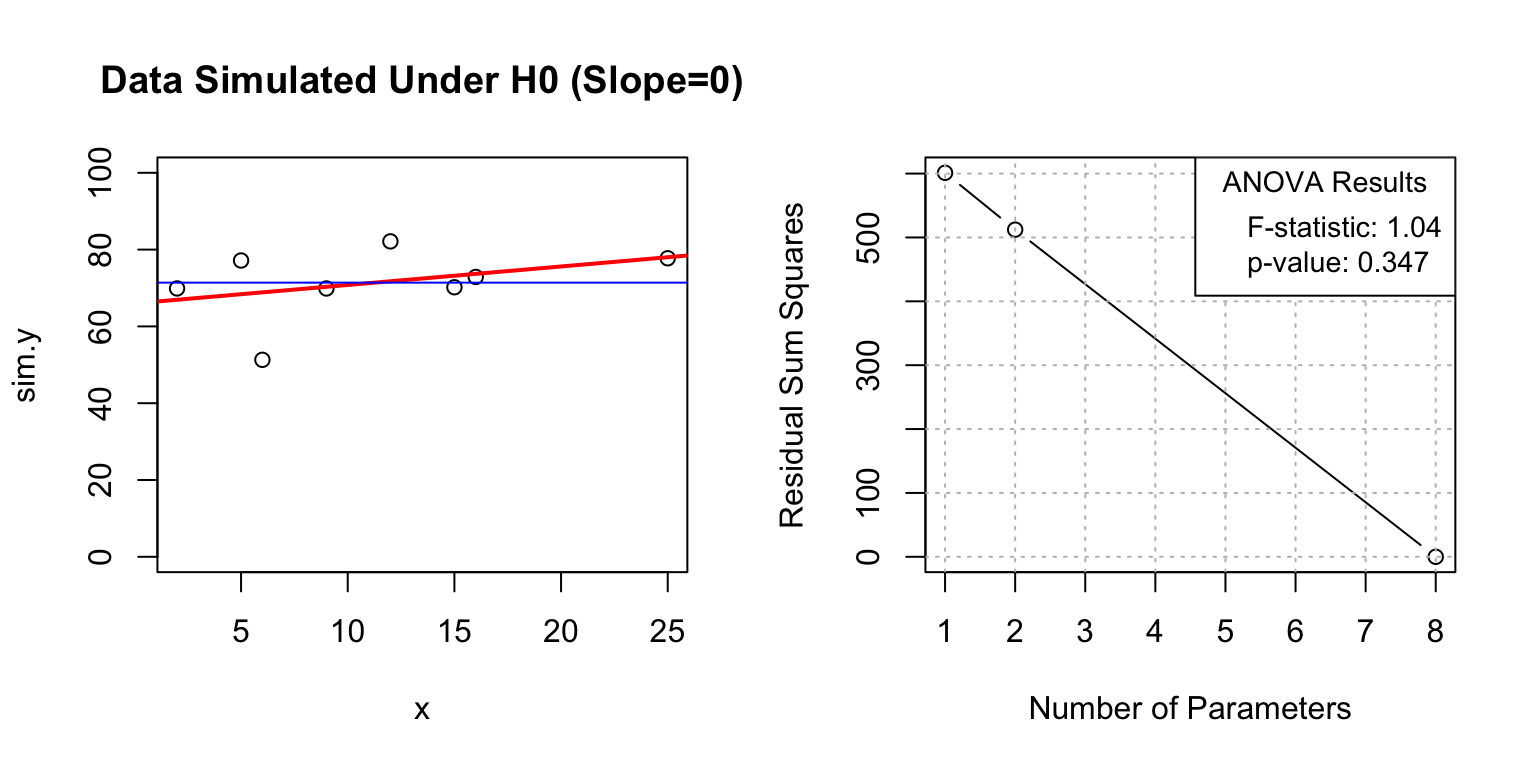 Data Simulated Under H0 (Slope=0)
100
80
60
40
20
0
sim.y
5 10 15 20 25
x
Residual Sum Squares
500
300
100
0
ANOVA Results
F-statistic: 1.04
p-value: 0.347
1 2 3 4 5 6 7 8
Number of Parameters